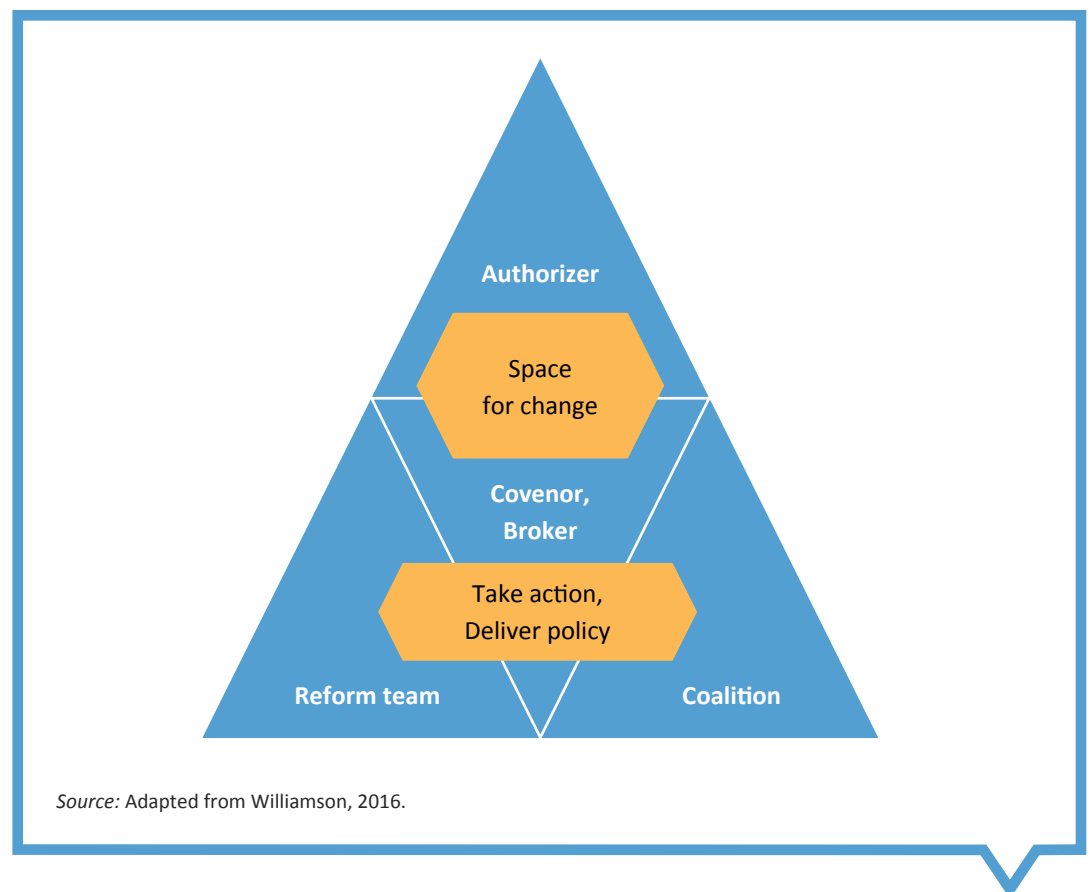 Authorizer
Space
for change
Covenor,
Broker
Take action,
Deliver policy
Reform team
Coalition
Source: Adapted from Williamson, 2016.